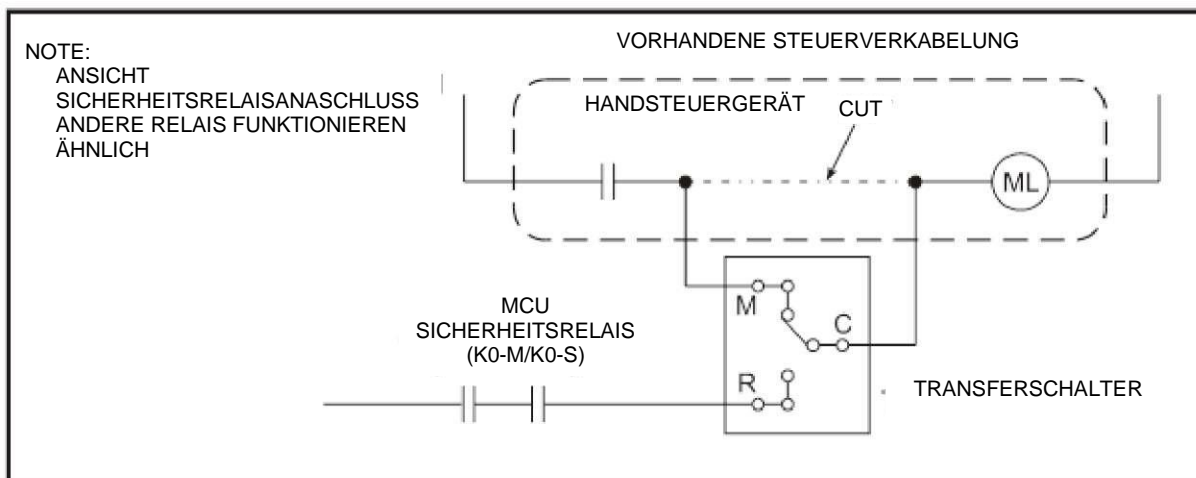 NOTE:
ANSICHT
SICHERHEITSRELAISANASCHLUSS
ANDERE RELAIS FUNKTIONIEREN
ÄHNLICH
VORHANDENE STEUERVERKABELUNG
HANDSTEUERGERÄT
CUT
ML
M
C
R
MCU
SICHERHEITSRELAIS
(K0-M/K0-S)
TRANSFERSCHALTER